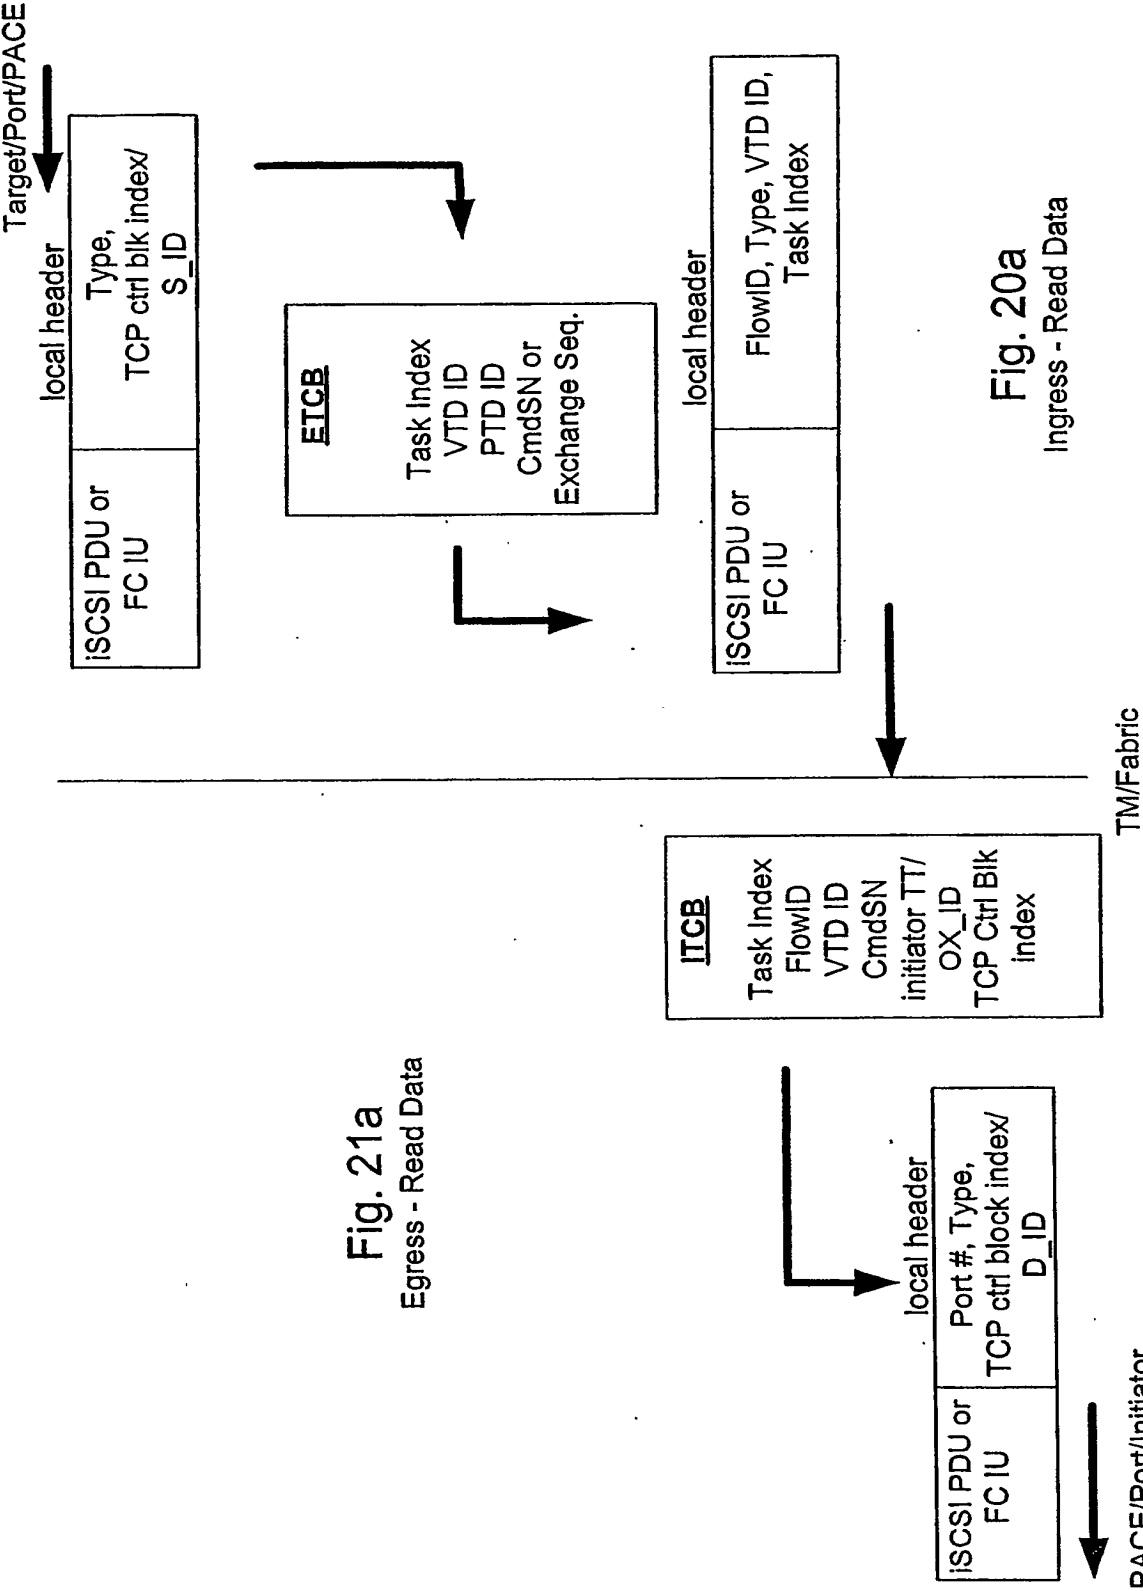 Target/Port/PACE
local header
iSCSI PDU or
FC IU
Type,
TCP ctrl blk index/
S_ID
ETCB
Task Index
VTD ID
PTD ID
CmdSN or
Exchange Seq.
local header
iSCSI PDU or
FC IU
FlowID, Type, VTD ID,
Task Index
Fig. 20a
Ingress - Read Data
TM/Fabric
ITCB
Task Index
FlowID
VTD ID
CmdSN
initiator TT/
OX_ID
TCP Ctrl Blk
index
Fig. 21a
Egress - Read Data
local header
iSCSI PDU or
FC IU
Port #, Type,
TCP ctrl block index/
D_ID
PACE/Port/Initiator